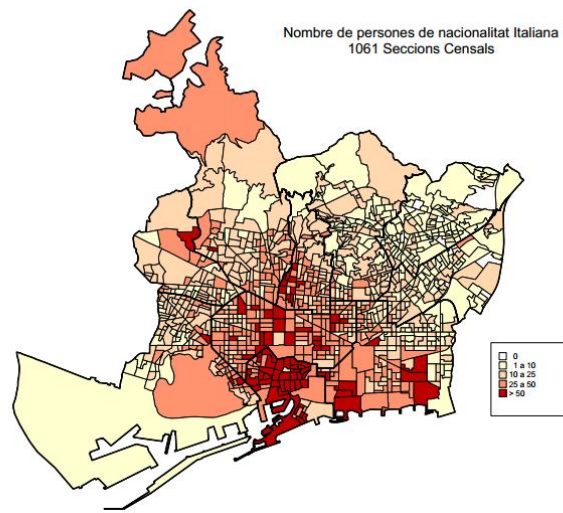 Nombre de persones de nacionalitat Italiana
1061 Seccions Censals
0
1 a 10
10 a 25
25 a 50
> 50